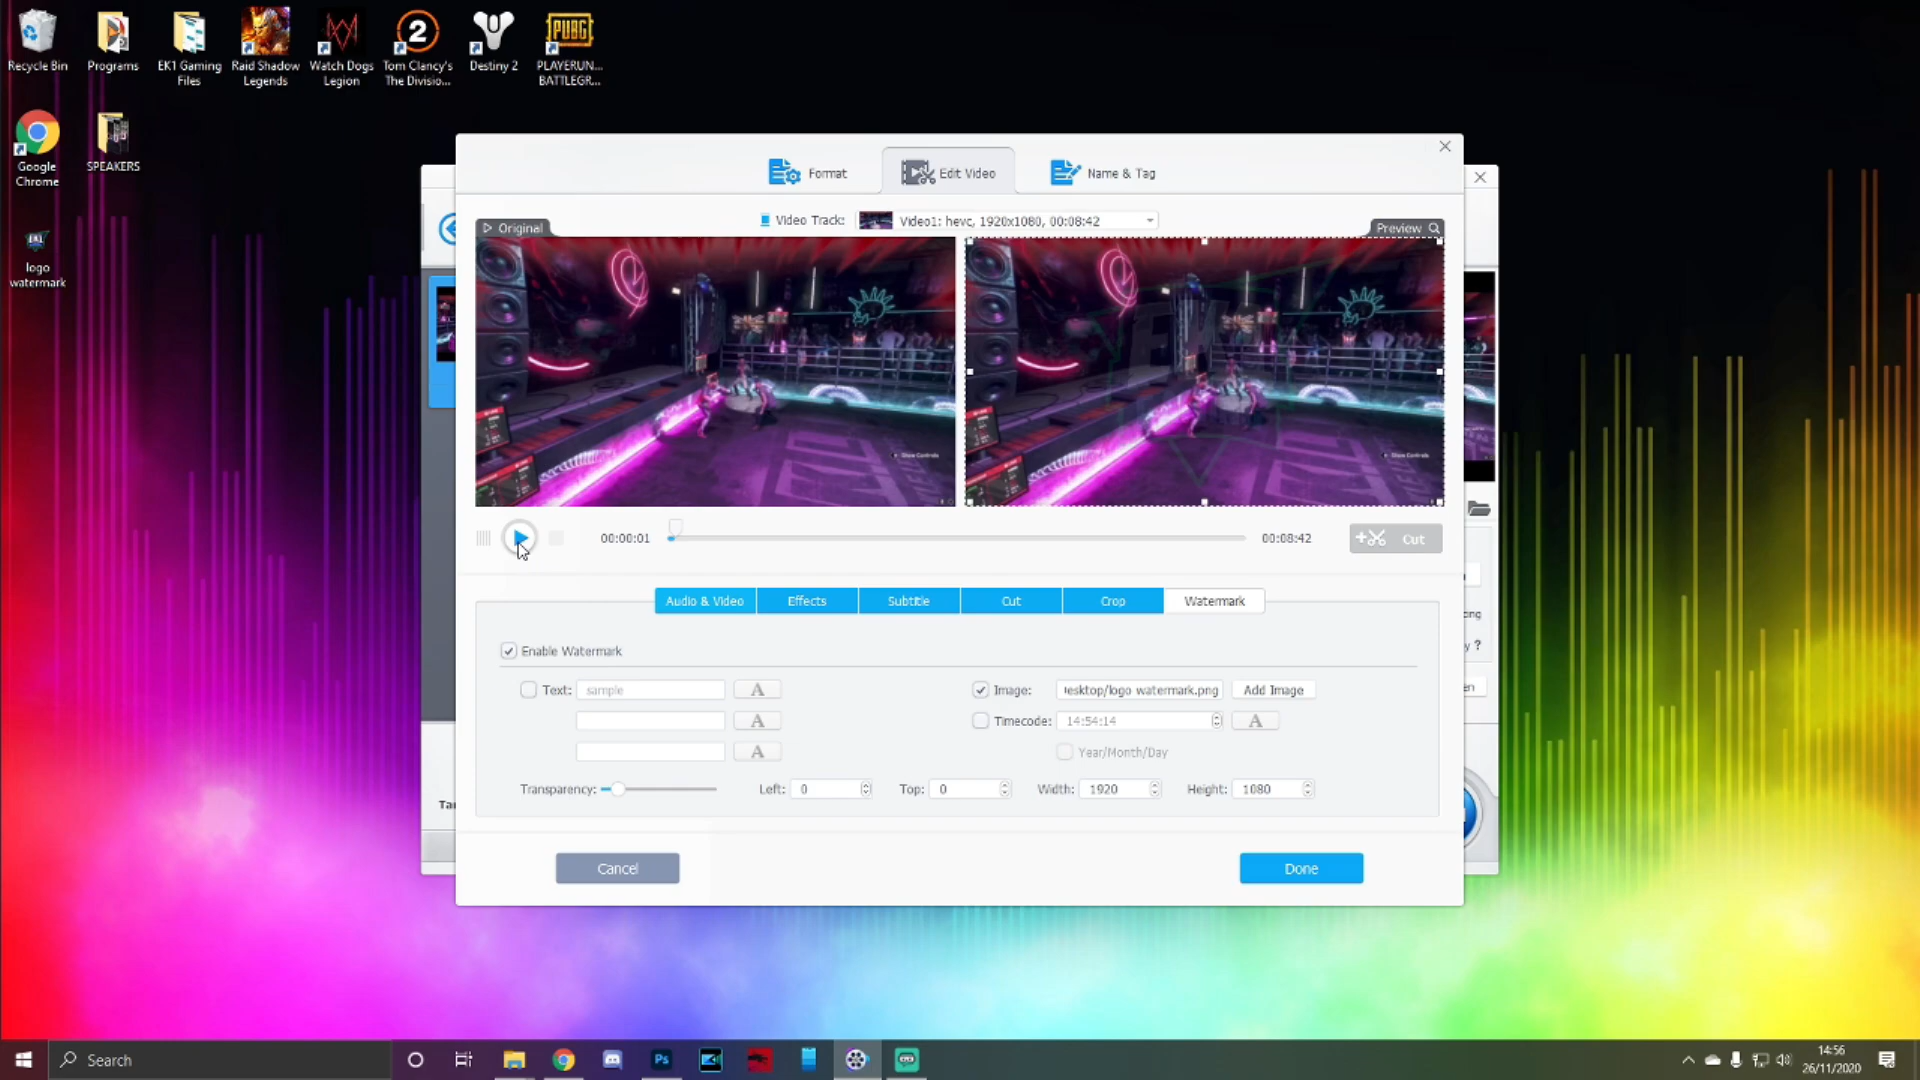 Recycle Bin
Programs
EK1 Gaming
Files
Raid Shadow
Legends
Watch Dogs
Legion
Tom Clancy's
The Divisio...
Destiny 2
PLAYERUN...
BATTLEGR...
Google
Chrome
SPEAKERS
logo
watermark
Format
Edit Video
Name & Tag
Video Track:
Video1: hevc, 1920x1080, 00:08:42
Original
Preview
00:00:01
00:08:42
Cut
Audio & Video
Effects
Subtitle
Cut
Crop
Watermark
Enable Watermark
Text:
sample
A
A
A
Image:
esktop/logo watermark.png
Add Image
Timecode:
14:54:14
A
Year/Month/Day
Transparency:
Left:
0
Top:
0
Width:
1920
Height:
1080
Cancel
Done
Search
14:56
26/11/2020